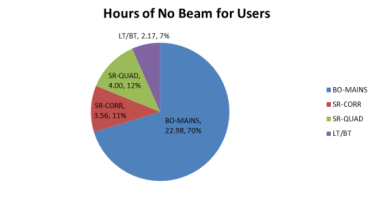 Hours of No Beam for Users
LT/BT, 2.17, 7%
SR-QUAD,
4.00, 12%
SR-CORR,
3.56, 11%
BO-MAINS,
22.98, 70%
BO-MAINS
SR-CORR
SR-QUAD
LT/BT